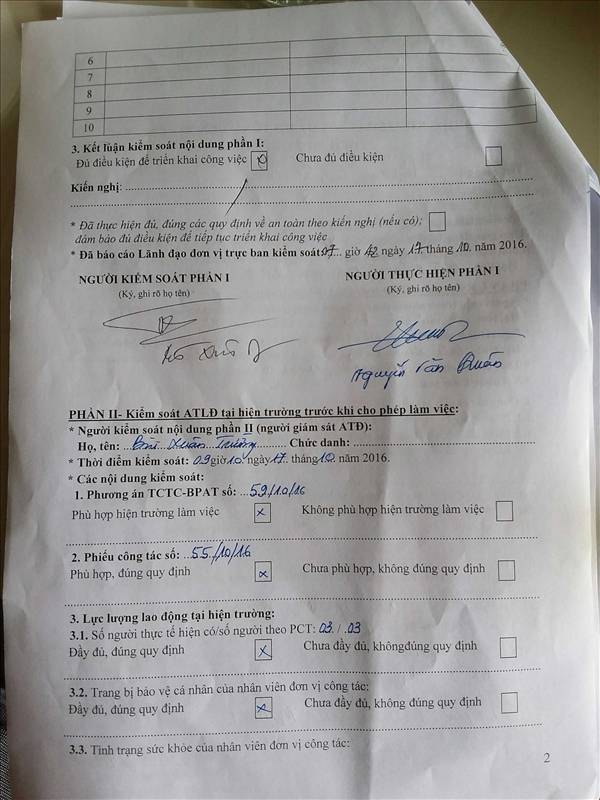 6
7
8
9
10
3. Kết luận kiểm soát nội dung phần I:
Đủ điều kiện để triển khai công việc x Chưa đủ điều kiện
Kiến nghị:
* Đã thực hiện đủ, đúng các quy định về an toàn theo kiến nghị (nếu có);
đảm bảo đủ điều kiện để tiếp tục triển khai công việc
* Đã báo cáo Lãnh đạo đơn vị trực ban kiểm soát: 07 giờ 42 ngày 17 tháng 10. năm 2016.
NGƯỜI KIỂM SOÁT PHẦN I NGƯỜI THỰC HIỆN PHẦN I
(Ký, ghi rõ họ tên) (Ký, ghi rõ họ tên)
Nguyễn Văn Quân
PHẦN II- Kiểm soát ATLĐ tại hiện trường trước khi cho phép làm việc:
* Người kiểm soát nội dung phần II (người giám sát ATĐ):
Họ, tên: Bùi Xuân Trường Chức danh:
* Thời điểm kiểm soát: 09 giờ 10. ngày 17. tháng 10. năm 2016.
* Các nội dung kiểm soát:
1. Phương án TCTC-BPAT số: 59/10/16
Phù hợp hiện trường làm việc x Không phù hợp hiện trường làm việc
2. Phiếu công tác số: 55/10/16
Phù hợp, đúng quy định x Chưa phù hợp, không đúng quy định
3. Lực lượng lao động tại hiện trường:
3.1. Số người thực tế hiện có/số người theo PCT: 03 / 03
Đầy đủ, đúng quy định x Chưa đầy đủ, khôngđúng quy định
3.2. Trang bị bảo vệ cá nhân của nhân viên đơn vị công tác:
Đầy đủ, đúng quy định x Chưa đầy đủ, không đúng quy định
3.3. Tình trạng sức khỏe của nhân viên đơn vị công tác:
2